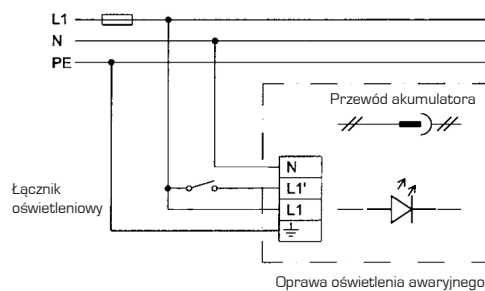 L1
N
PE
Przewód akumulatora
N
L1'
L1
Łącznik
oświetleniowy
Oprawa oświetlenia awaryjnego